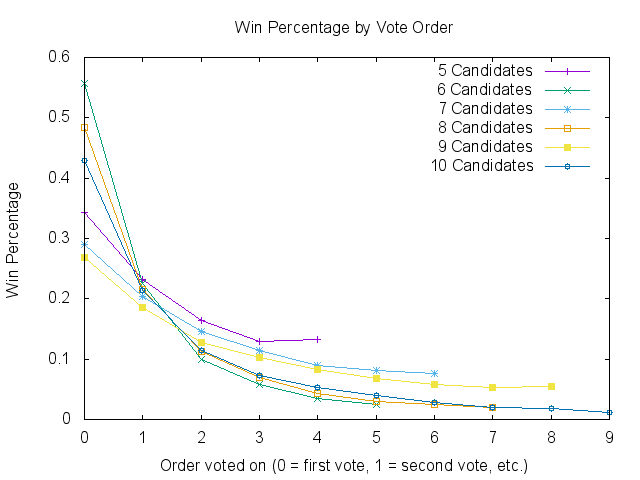 Win Percentage by Vote Order
Win Percentage
0.6
0.5
0.4
0.3
0.2
0.1
0
5 Candidates
6 Candidates
7 Candidates
8 Candidates
9 Candidates
10 Candidates
0 1 2 3 4 5 6 7 8 9
Order voted on (0 = first vote, 1 = second vote, etc.)